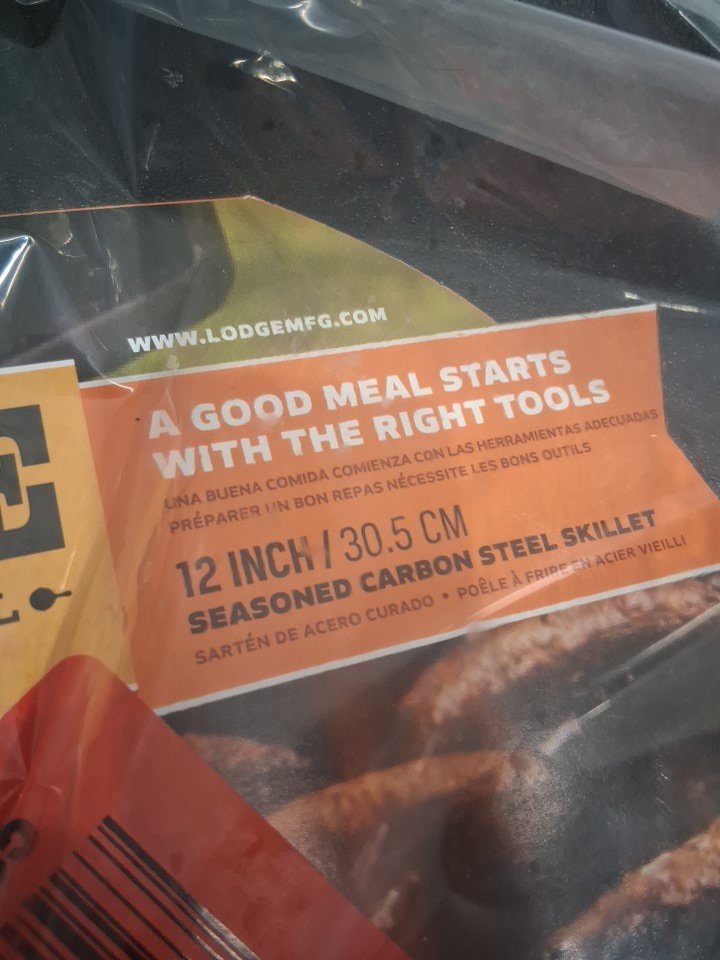 WWW.LODGEMFG.COM
A GOOD MEAL STARTS
WITH THE RIGHT TOOLS
UNA BUENA COMIDA COMIENZA CON LAS HERRAMIENTAS ADECUADAS
PRÉPARER UN BON REPAS NÉCESSITE LES BONS OUTILS
12 INCH / 30.5 CM
SEASONED CARBON STEEL SKILLET
SARTÉN DE ACERO CURADO • POÊLE À FRIRE EN ACIER VIEILLI
E
L